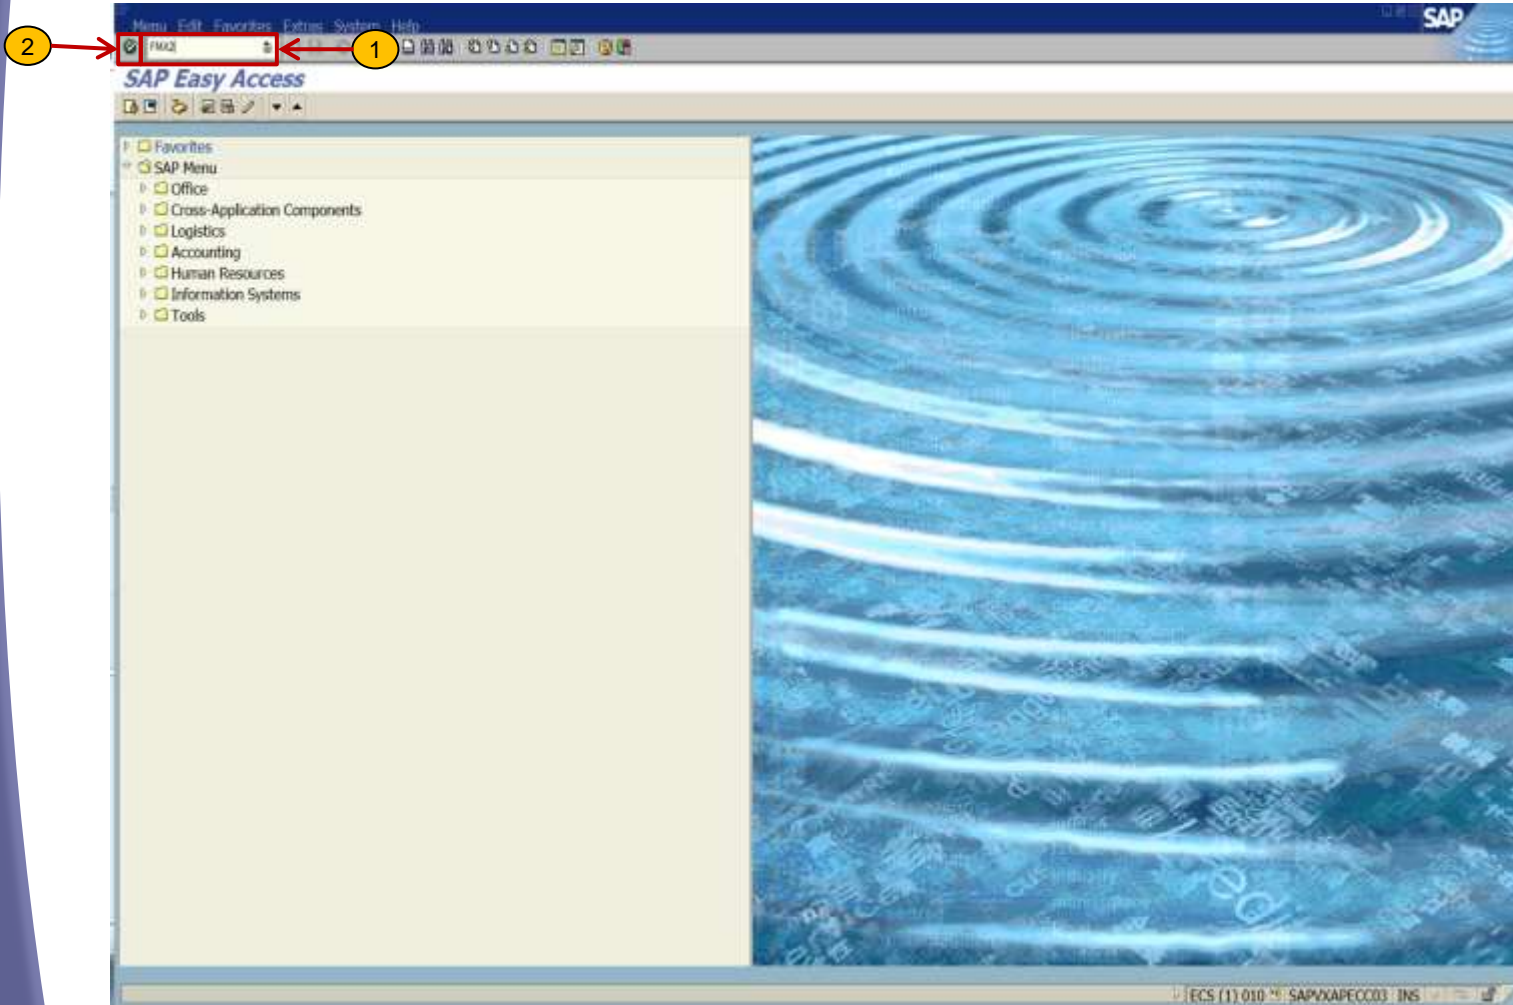 Menu Edit Favorites Extras System Help
SAP
2
FMX2
1
SAP Easy Access
Favorites
SAP Menu
Office
Cross-Application Components
Logistics
Accounting
Human Resources
Information Systems
Tools
ECS (1) 010 SAPVXAPECC03 INS